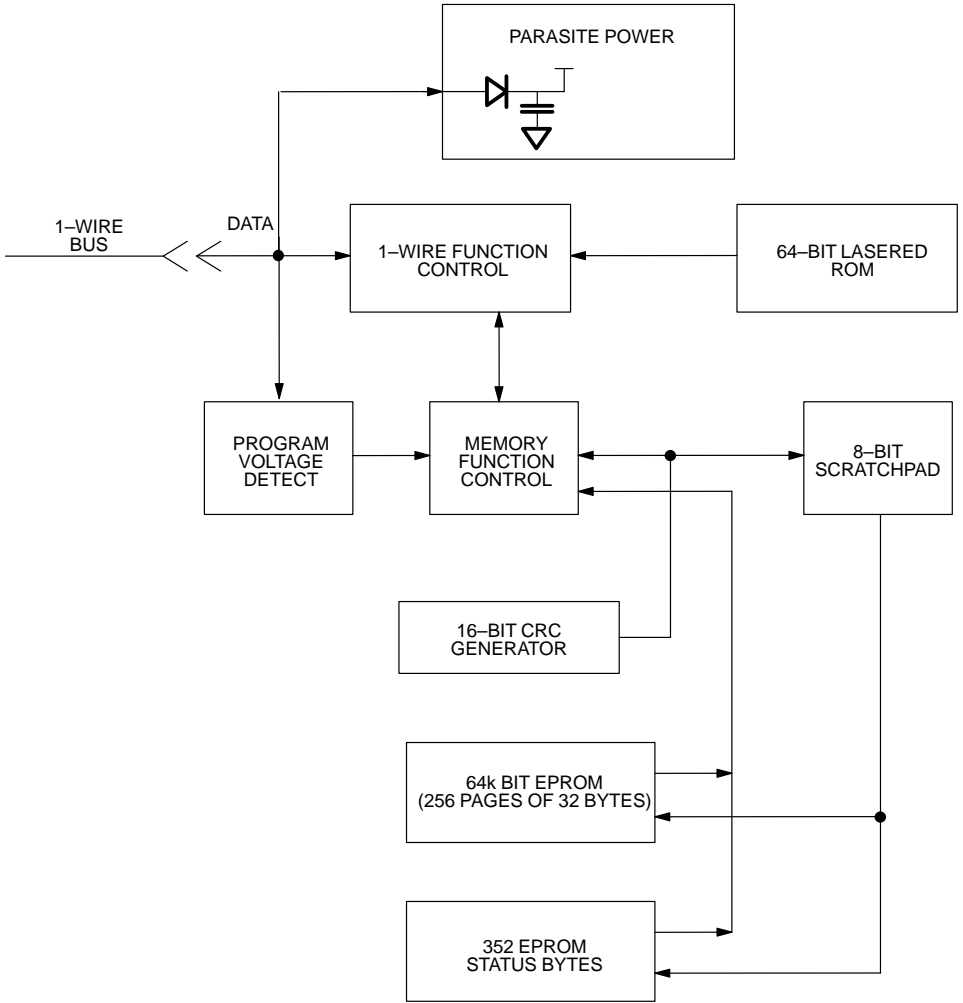 PARASITE POWER
1–WIRE
BUS
DATA
1–WIRE FUNCTION
CONTROL
64–BIT LASERED
ROM
PROGRAM
VOLTAGE
DETECT
MEMORY
FUNCTION
CONTROL
8–BIT
SCRATCHPAD
16–BIT CRC
GENERATOR
64k BIT EPROM
(256 PAGES OF 32 BYTES)
352 EPROM
STATUS BYTES